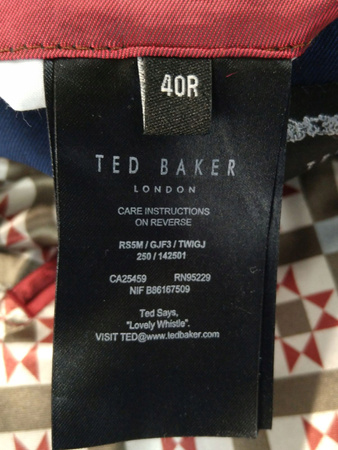 40R
TED BAKER
LONDON
CARE INSTRUCTIONS
ON REVERSE
RS5M / GJF3 / TWIGJ
250 / 142501
CA25459 RN95229
NIF B86167509
Ted Says,
"Lovely Whistle".
VISIT TED@www.tedbaker.com